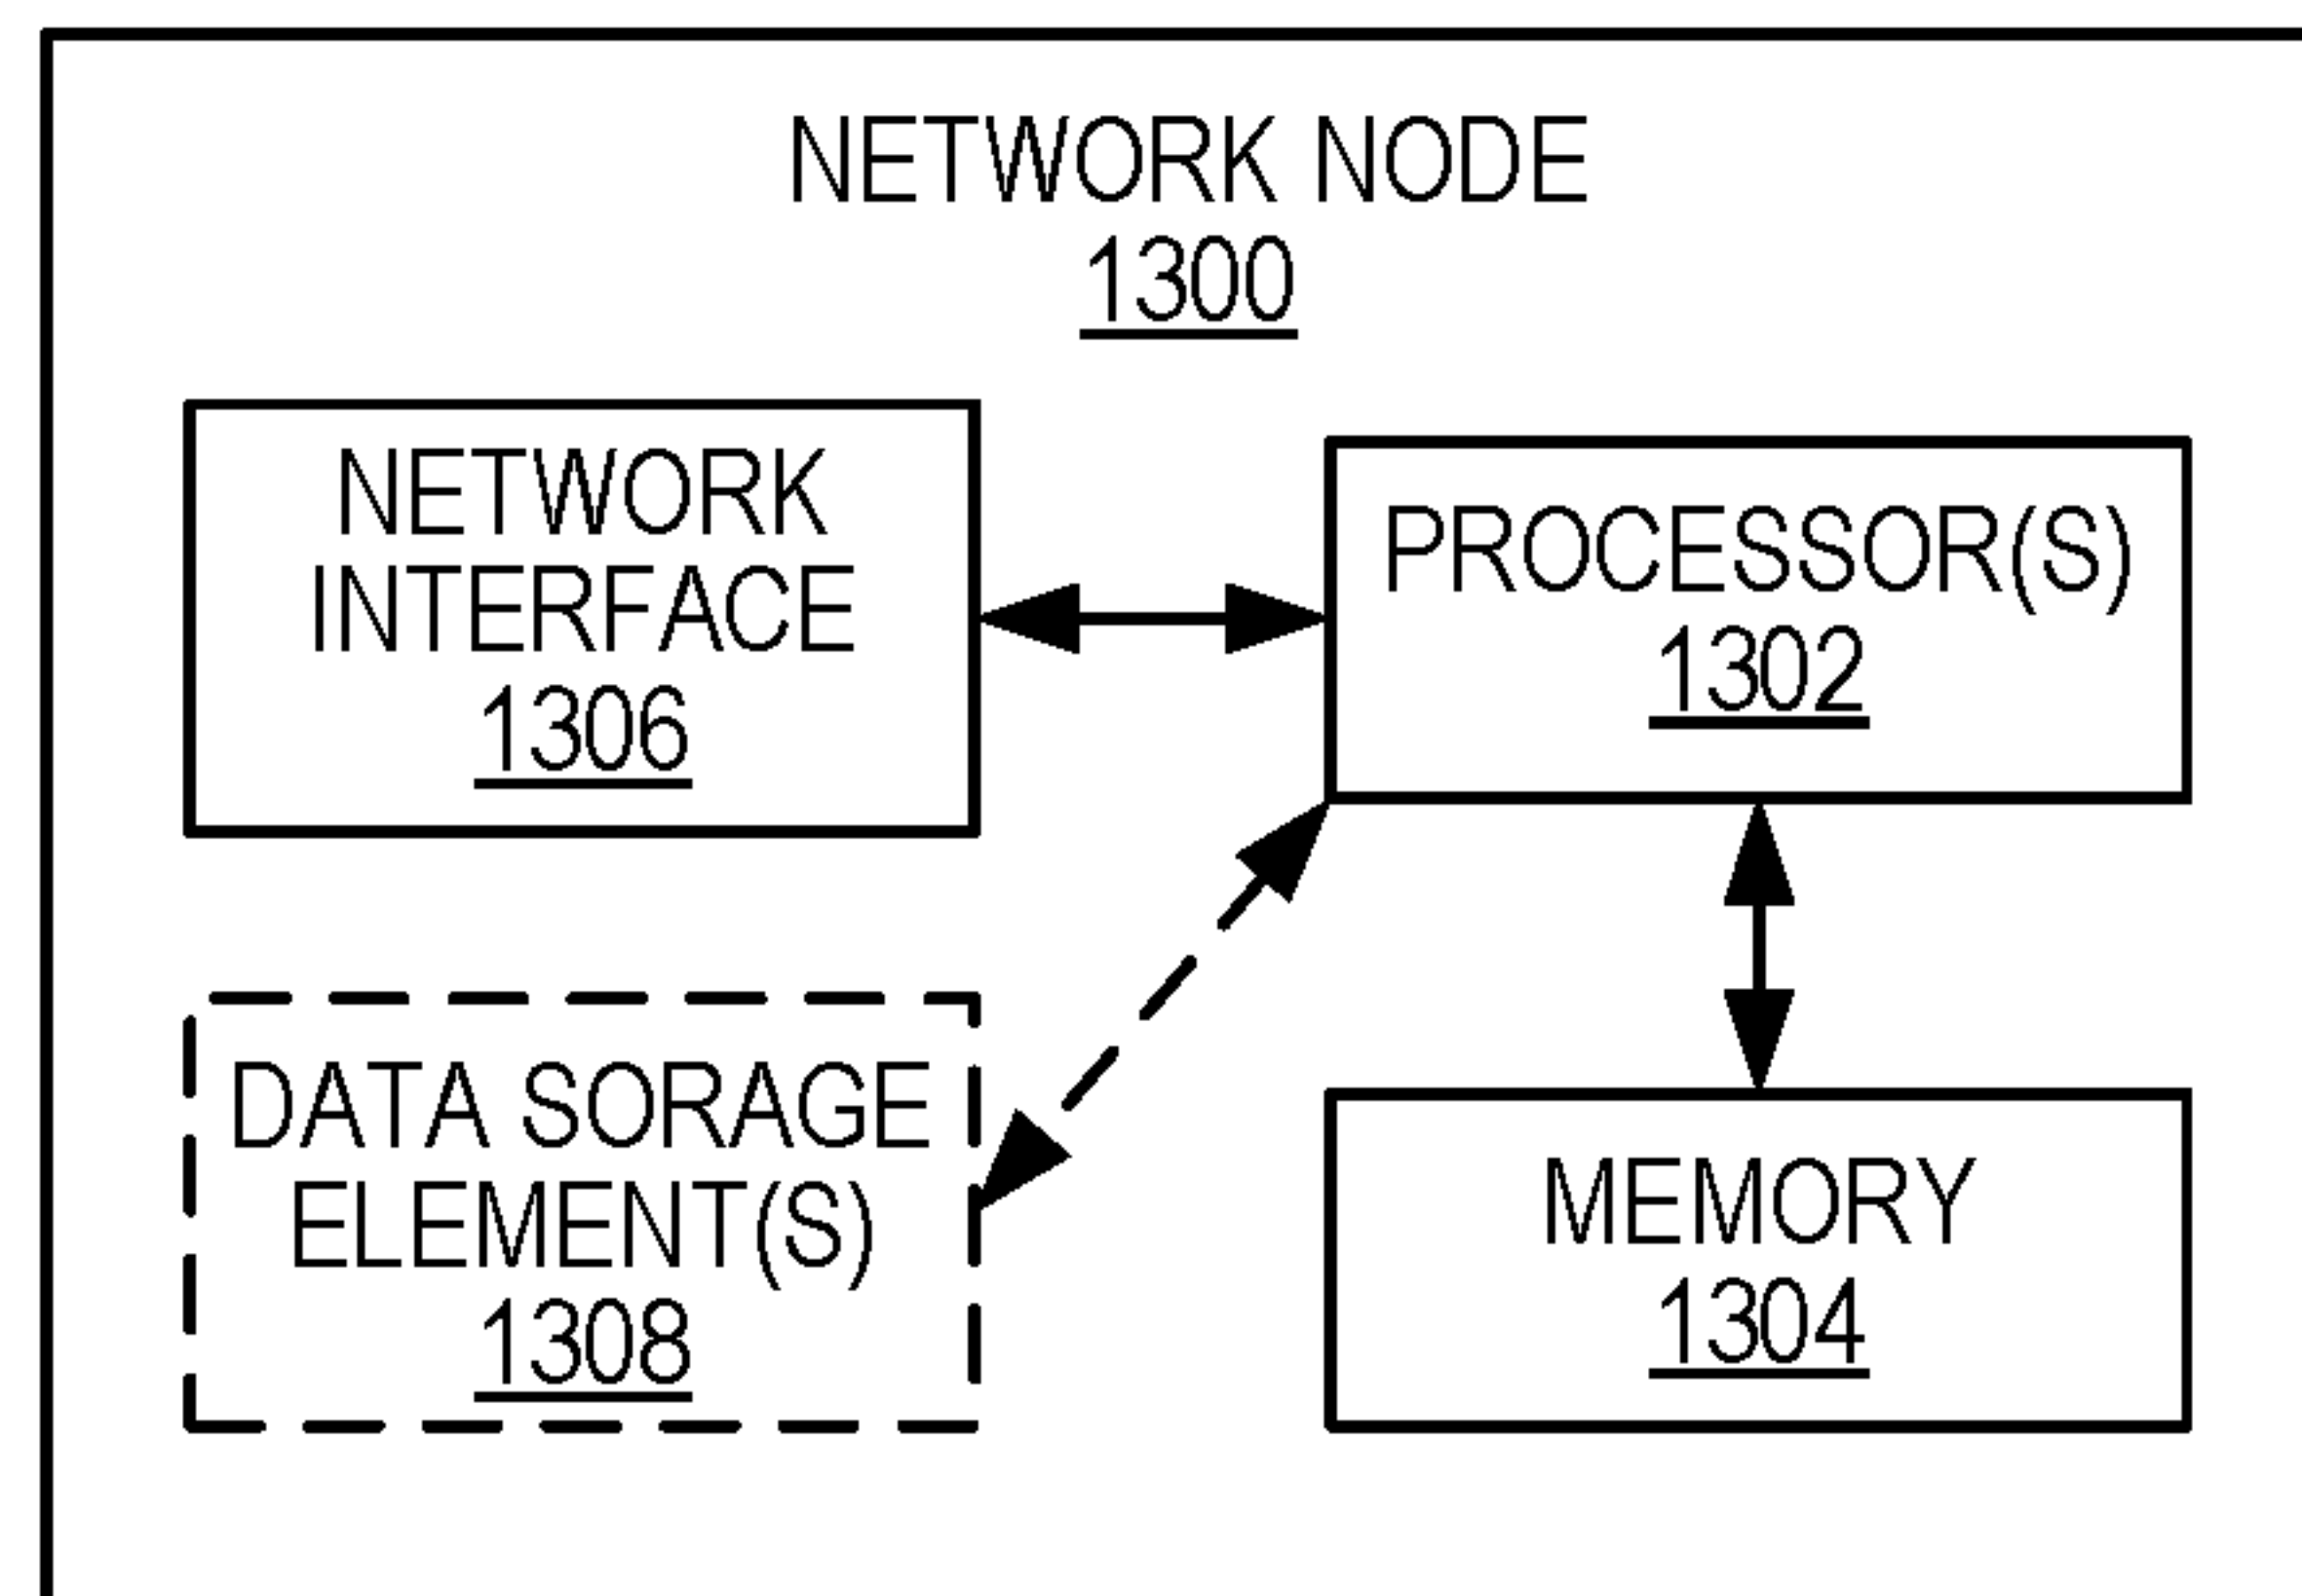 NETWORK NODE
1300
NETWORK
INTERFACE
1306
PROCESSOR(S)
1302
DATA SORAGE
ELEMENT(S)
1308
MEMORY
1304